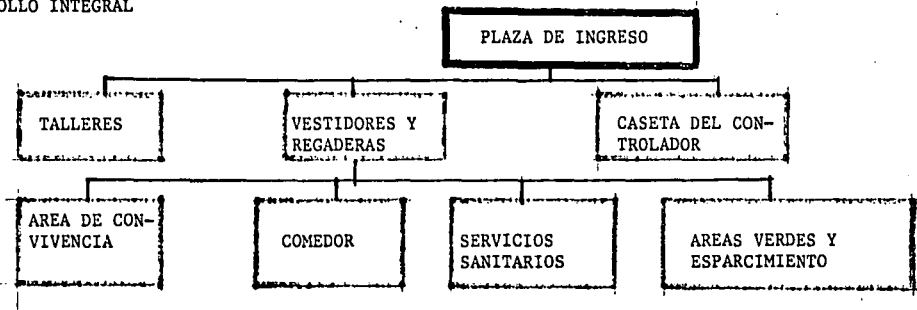 OLLO INTEGRAL
PLAZA DE INGRESO
TALLERES
VESTIDORES Y
REGADERAS
CASETA DEL CON-
TROLADOR
AREA DE CON-
VIVENCIA
COMEDOR
SERVICIOS
SANITARIOS
AREAS VERDES Y
ESPARCIMIENTO